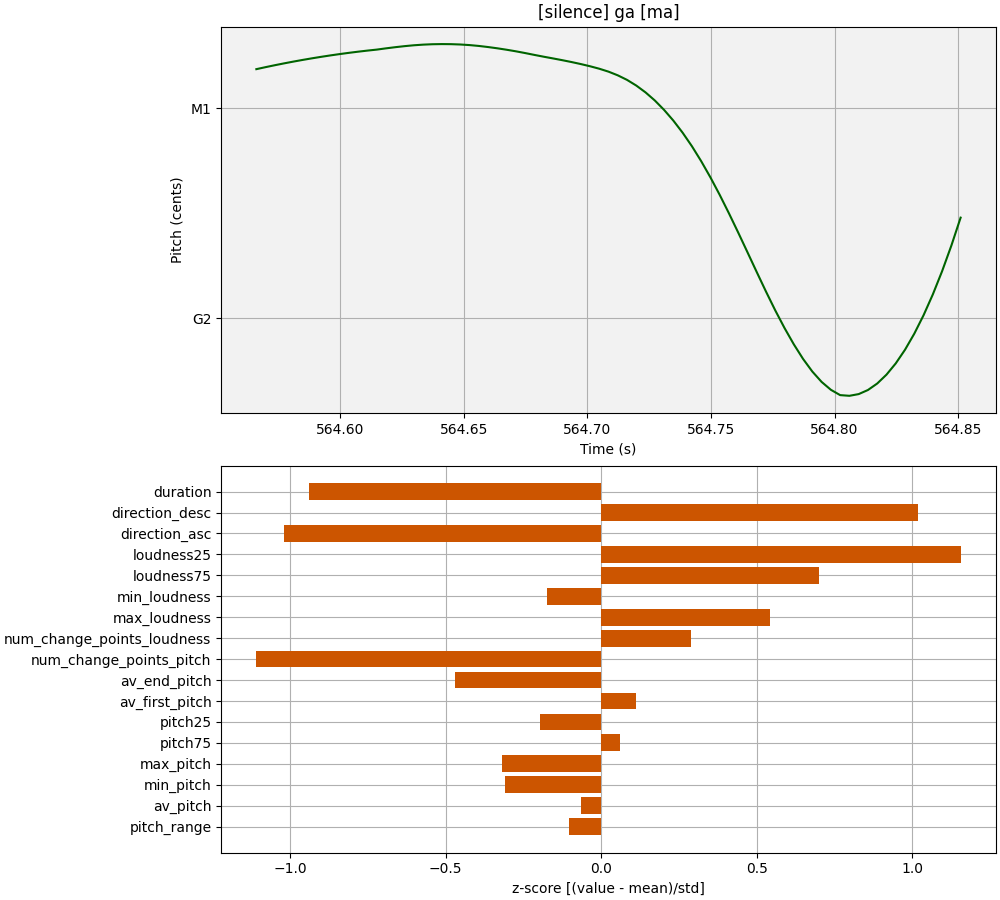 [silence] ga [ma]
Pitch (cents)
M1
G2
564.60 564.65 564.70 564.75 564.80 564.85
Time (s)
duration
direction_desc
direction_asc
loudness25
loudness75
min_loudness
max_loudness
num_change_points_loudness
num_change_points_pitch
av_end_pitch
av_first_pitch
pitch25
pitch75
max_pitch
min_pitch
av_pitch
pitch_range
−1.0 −0.5 0.0 0.5 1.0
z-score [(value - mean)/std]